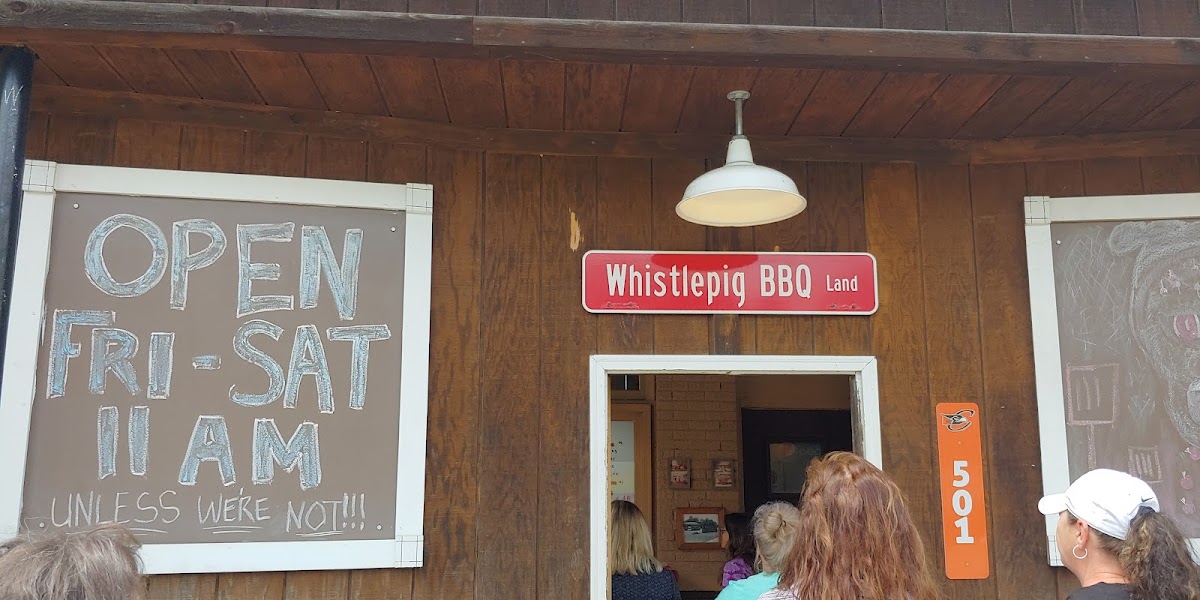 OPEN
FRI-SAT
11 AM
UNLESS WE'RE NOT!!!
Whistlepig BBQ Land
501